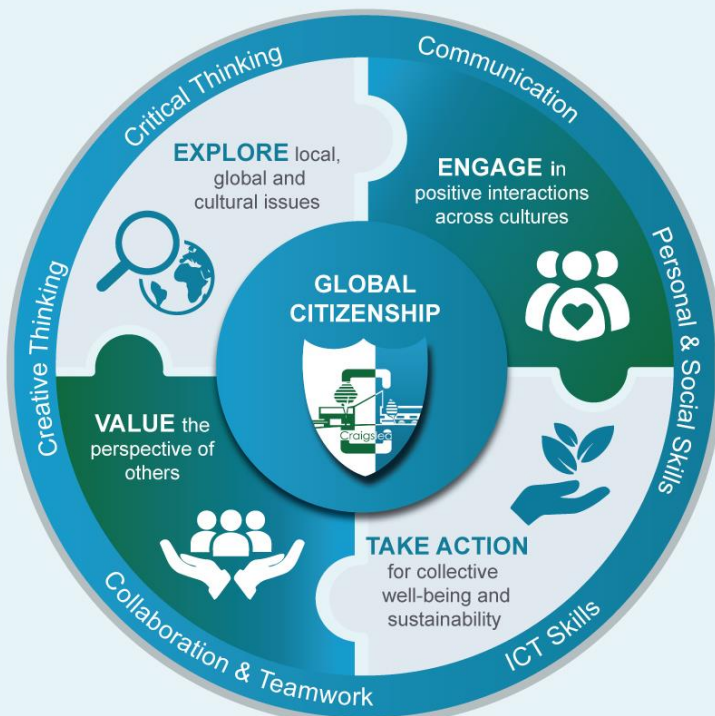 Critical Thinking
Communication
EXPLORE local,
global and
cultural issues
ENGAGE in
positive interactions
across cultures
GLOBAL
CITIZENSHIP
Creative Thinking
Personal & Social Skills
VALUE the
perspective of
others
TAKE ACTION
for collective
well-being and
sustainability
Collaboration & Teamwork
ICT Skills